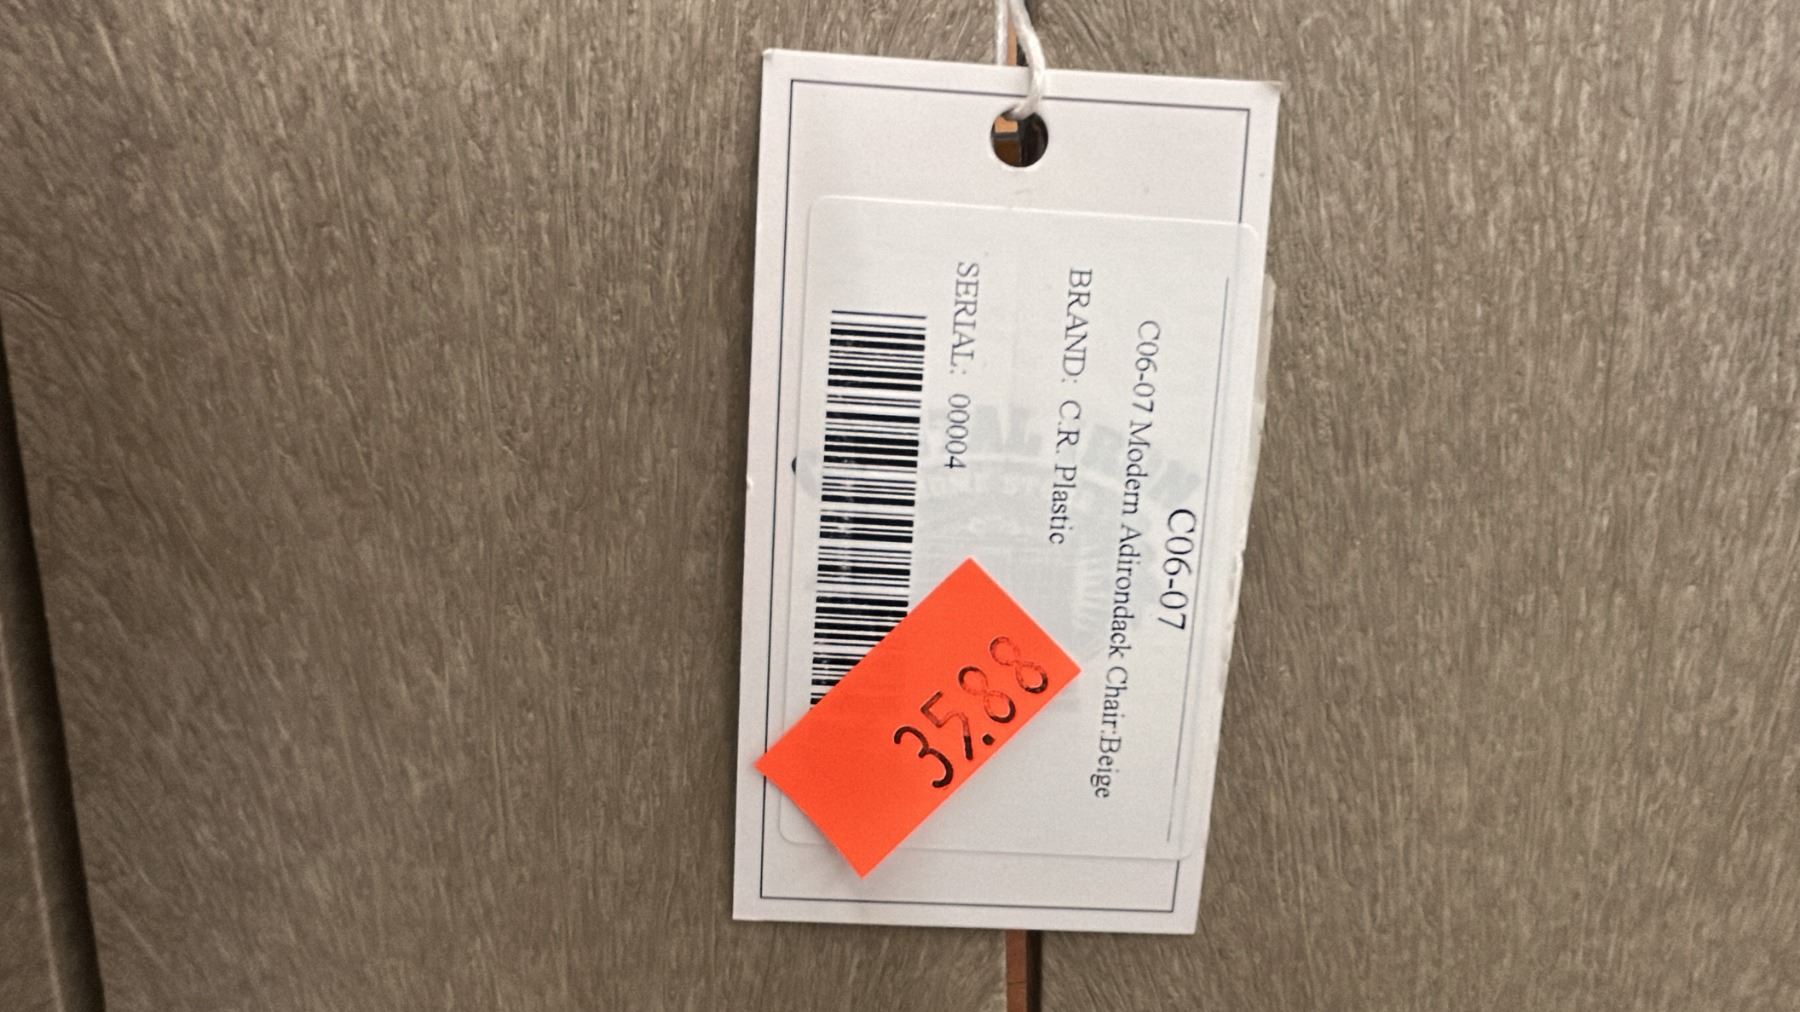 C06-07
C06-07 Modern Adirondack Chair:Beige
BRAND: C.R. Plastic
SERIAL: 00004
35.88